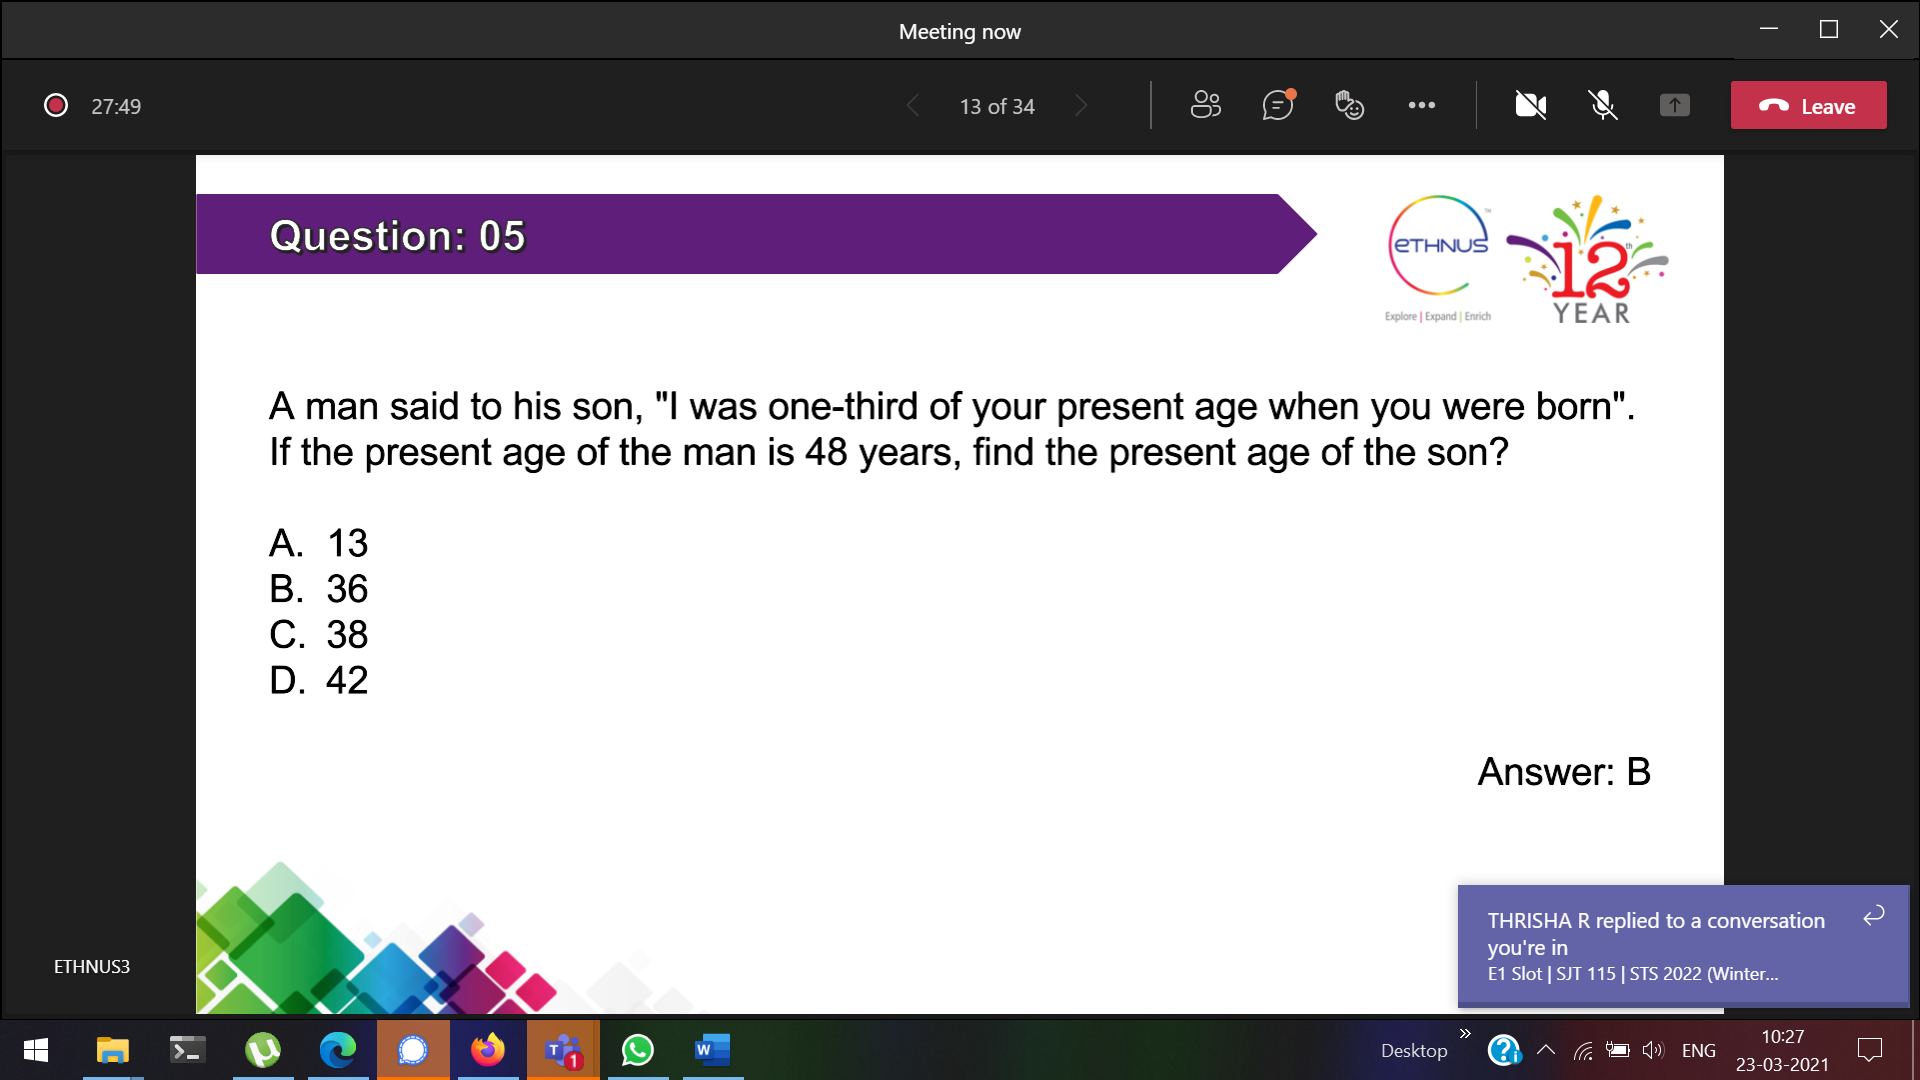 Meeting now
27:49
13 of 34
Leave
Question: 05
eTHNUS
TM
Explore | Expand | Enrich
12th
YEAR
A man said to his son, "I was one-third of your present age when you were born".
If the present age of the man is 48 years, find the present age of the son?
A. 13
B. 36
C. 38
D. 42
Answer: B
ETHNUS3
THRISHA R replied to a conversation
you're in
E1 Slot | SJT 115 | STS 2022 (Winter...
Desktop
ENG
10:27
23-03-2021